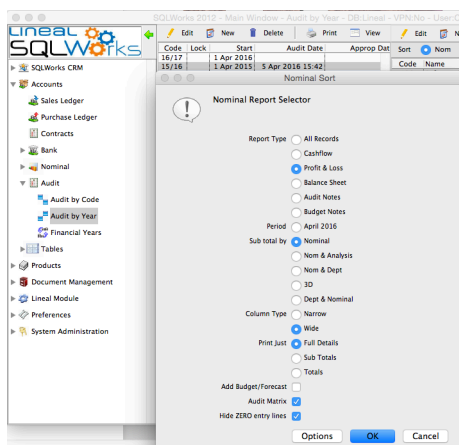 SQLWorks 2012 - Main Window - Audit by Year - DB:Lineal - VPN:No - User:C
Lineal
SQLWorks
Edit New Delete Print View Edit N
Code Lock Start Audit Date Approp Dat Sort Nom
16/17 1 Apr 2016 Code Name
15/16 1 Apr 2015 5 Apr 2016 15:42
SQLWorks CRM
Accounts
Sales Ledger
Purchase Ledger
Contracts
Bank
Nominal
Audit
Audit by Code
Audit by Year
Financial Years
Tables
Products
Document Management
Lineal Module
Preferences
System Administration
Nominal Sort
Nominal Report Selector
Report Type All Records
Cashflow
Profit & Loss
Balance Sheet
Audit Notes
Budget Notes
Period April 2016
Sub total by Nominal
Nom & Analysis
Nom & Dept
3D
Dept & Nominal
Column Type Narrow
Wide
Print Just Full Details
Sub Totals
Totals
Add Budget/Forecast
Audit Matrix
Hide ZERO entry lines
Options OK Cancel